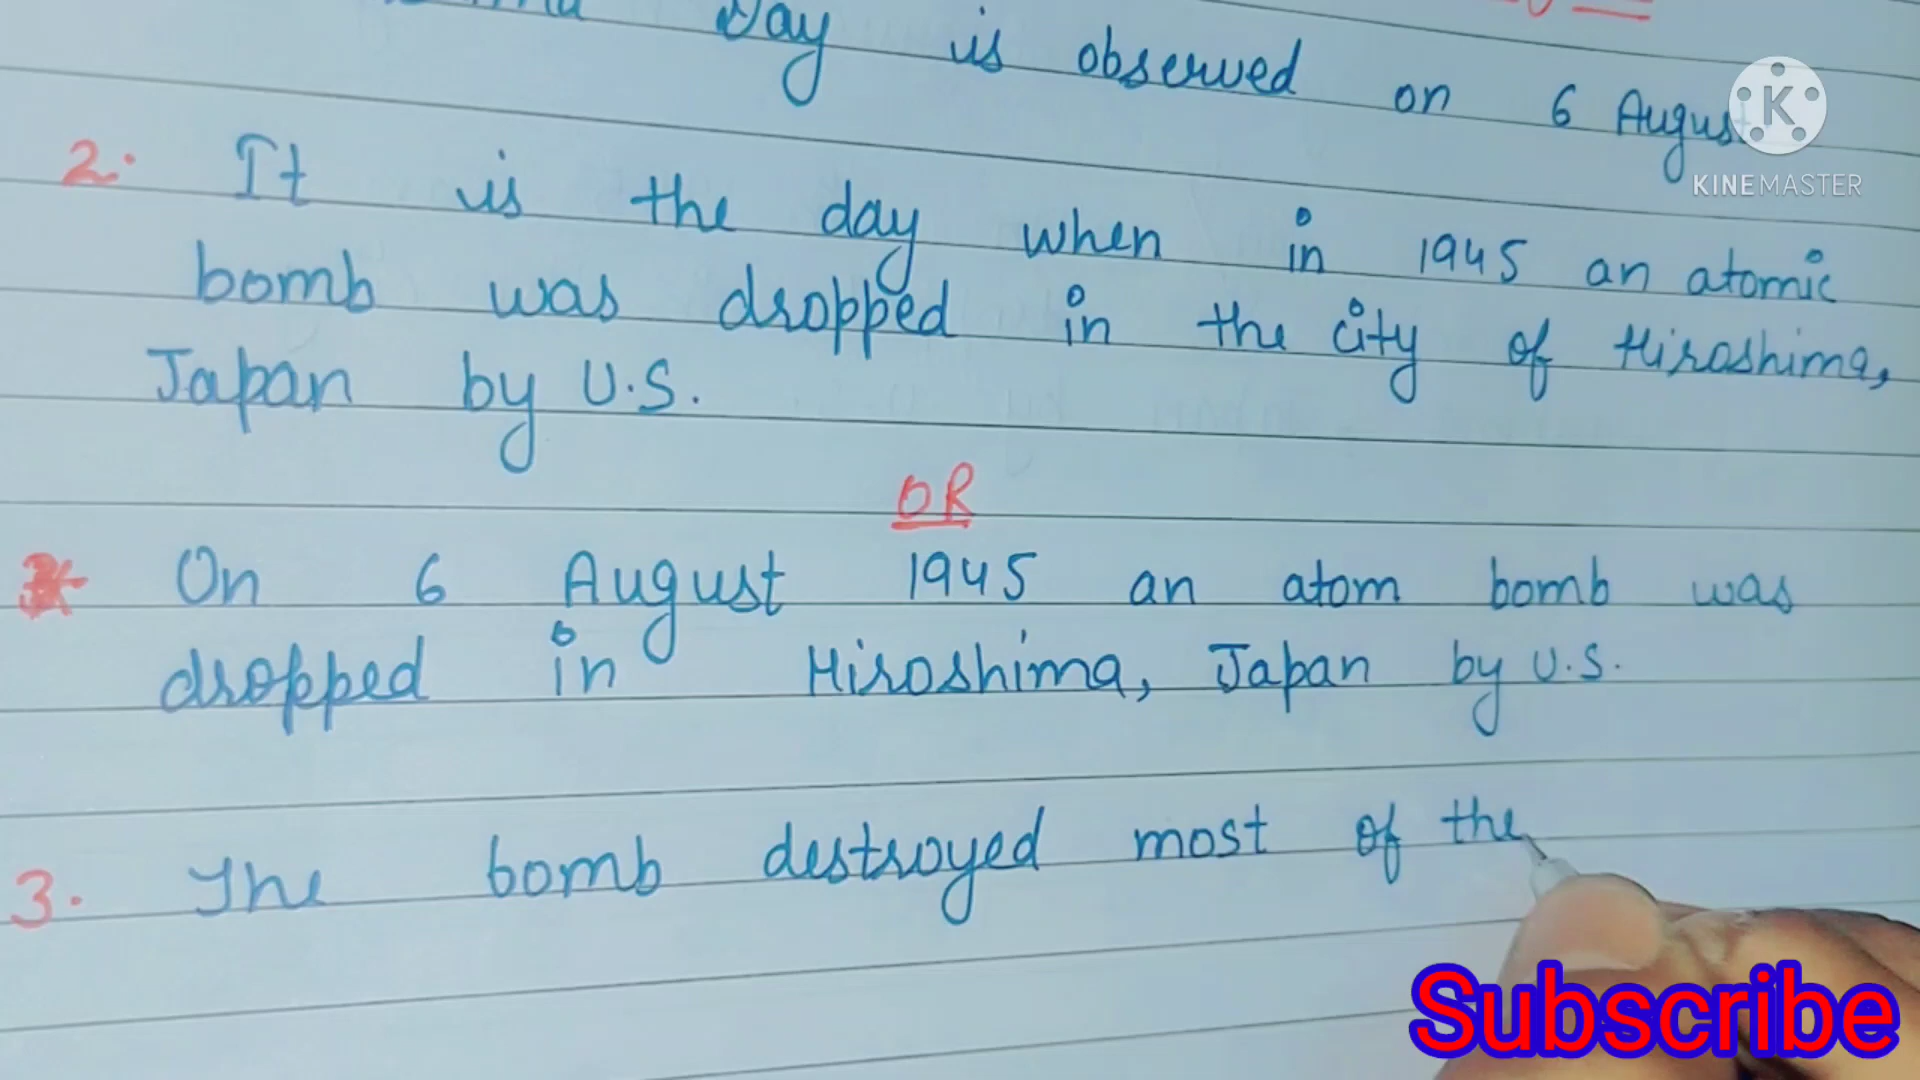 Day is observed on 6 August
KINEMASTER
2. It is the day when in 1945 an atomic
bomb was dropped in the city of Hiroshima,
Japan by U.S.
OR
On 6 August 1945 an atom bomb was
dropped in Hiroshima, Japan by U.S.
3. The bomb destroyed most of the
Subscribe